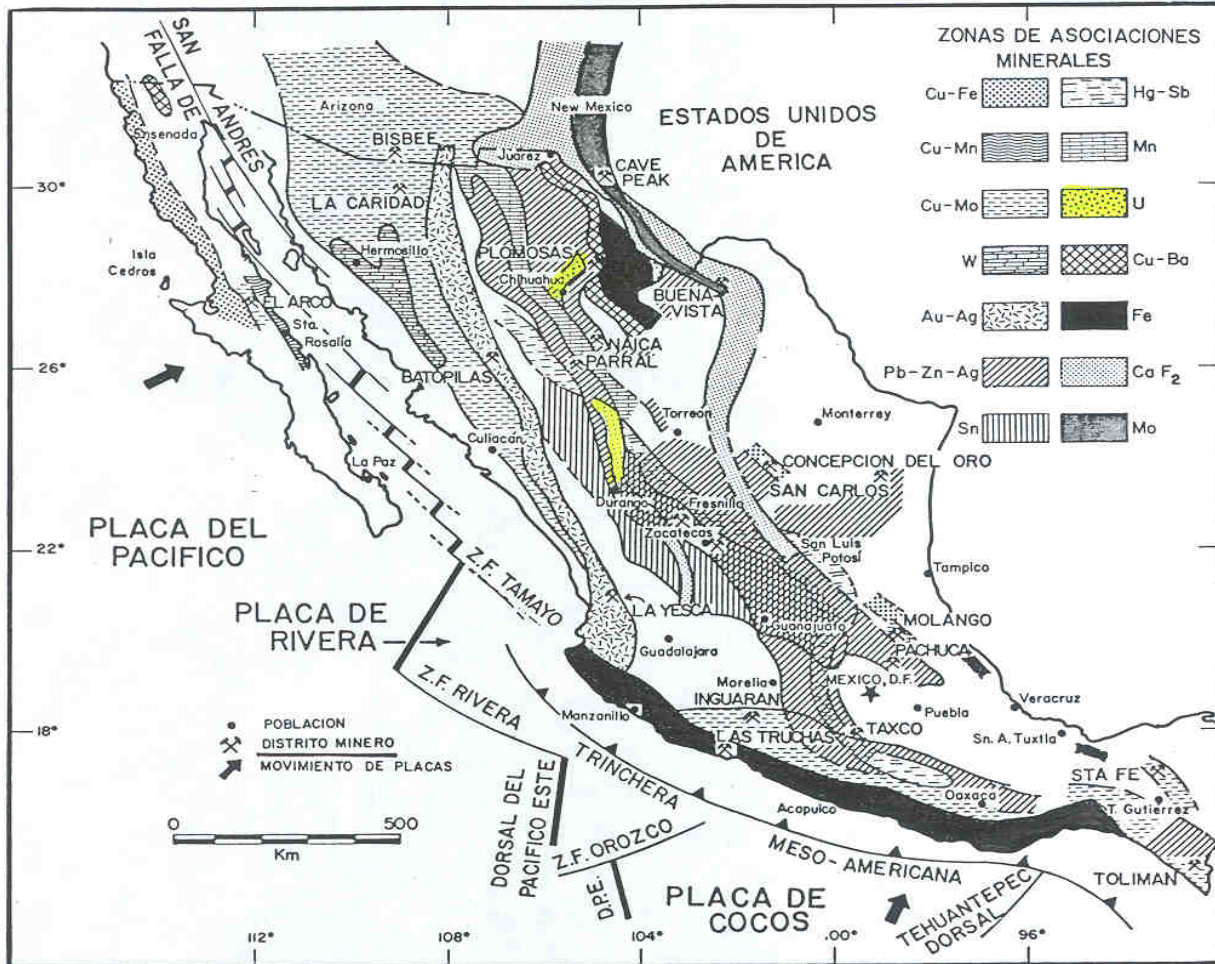 ZONAS DE ASOCIACIONES
MINERALES
Cu-Fe
Hg-Sb
Cu-Mn
Mn
Cu-Mo
U
W
Cu-Ba
Au-Ag
Fe
Pb-Zn-Ag
Ca F₂
Sn
Mo
SAN
FALLA DE
ANDRES
Ensenada
Arizona
BISBEE
New Mexico
ESTADOS UNIDOS
DE
AMERICA
Juárez
CAVE
PEAK
30°
LA CARIDAD
Hermosillo
PLOMOSAS
Chihuahua
Isla
Cedros
EL ARCO
Sta.
Rosalía
BUENA-
VISTA
NAICA
PARRAL
26°
BATOPILAS
Torreon
Monterrey
Culiacán
CONCEPCION DEL ORO
SAN CARLOS
La Paz
Durango
Fresnillo
Zacatecas
PLACA DEL
PACIFICO
22°
San Luis
Potosí
Tampico
Z.F. TAMAYO
LA YESCA
PLACA DE
RIVERA
Guanajuato
MOLANGO
PACHUCA
Guadalajara
MEXICO, D.F.
Morelia
INGUARAN
Z.F. RIVERA
Manzanillo
Puebla
Veracruz
18°
LAS TRUCHAS
TAXCO
Sn. A. Tuxtla
POBLACION
DISTRITO MINERO
MOVIMIENTO DE PLACAS
STA FE
T. Gutierrez
TRINCHERA
Oaxaca
Acapulco
MESO-AMERICANA
0
500
Km
DORSAL DEL
PACIFICO ESTE
Z.F. OROZCO
D.P.E.
PLACA DE
COCOS
TEHUANTEPEC
DORSAL
TOLIMAN
112°
108°
104°
.00°
96°